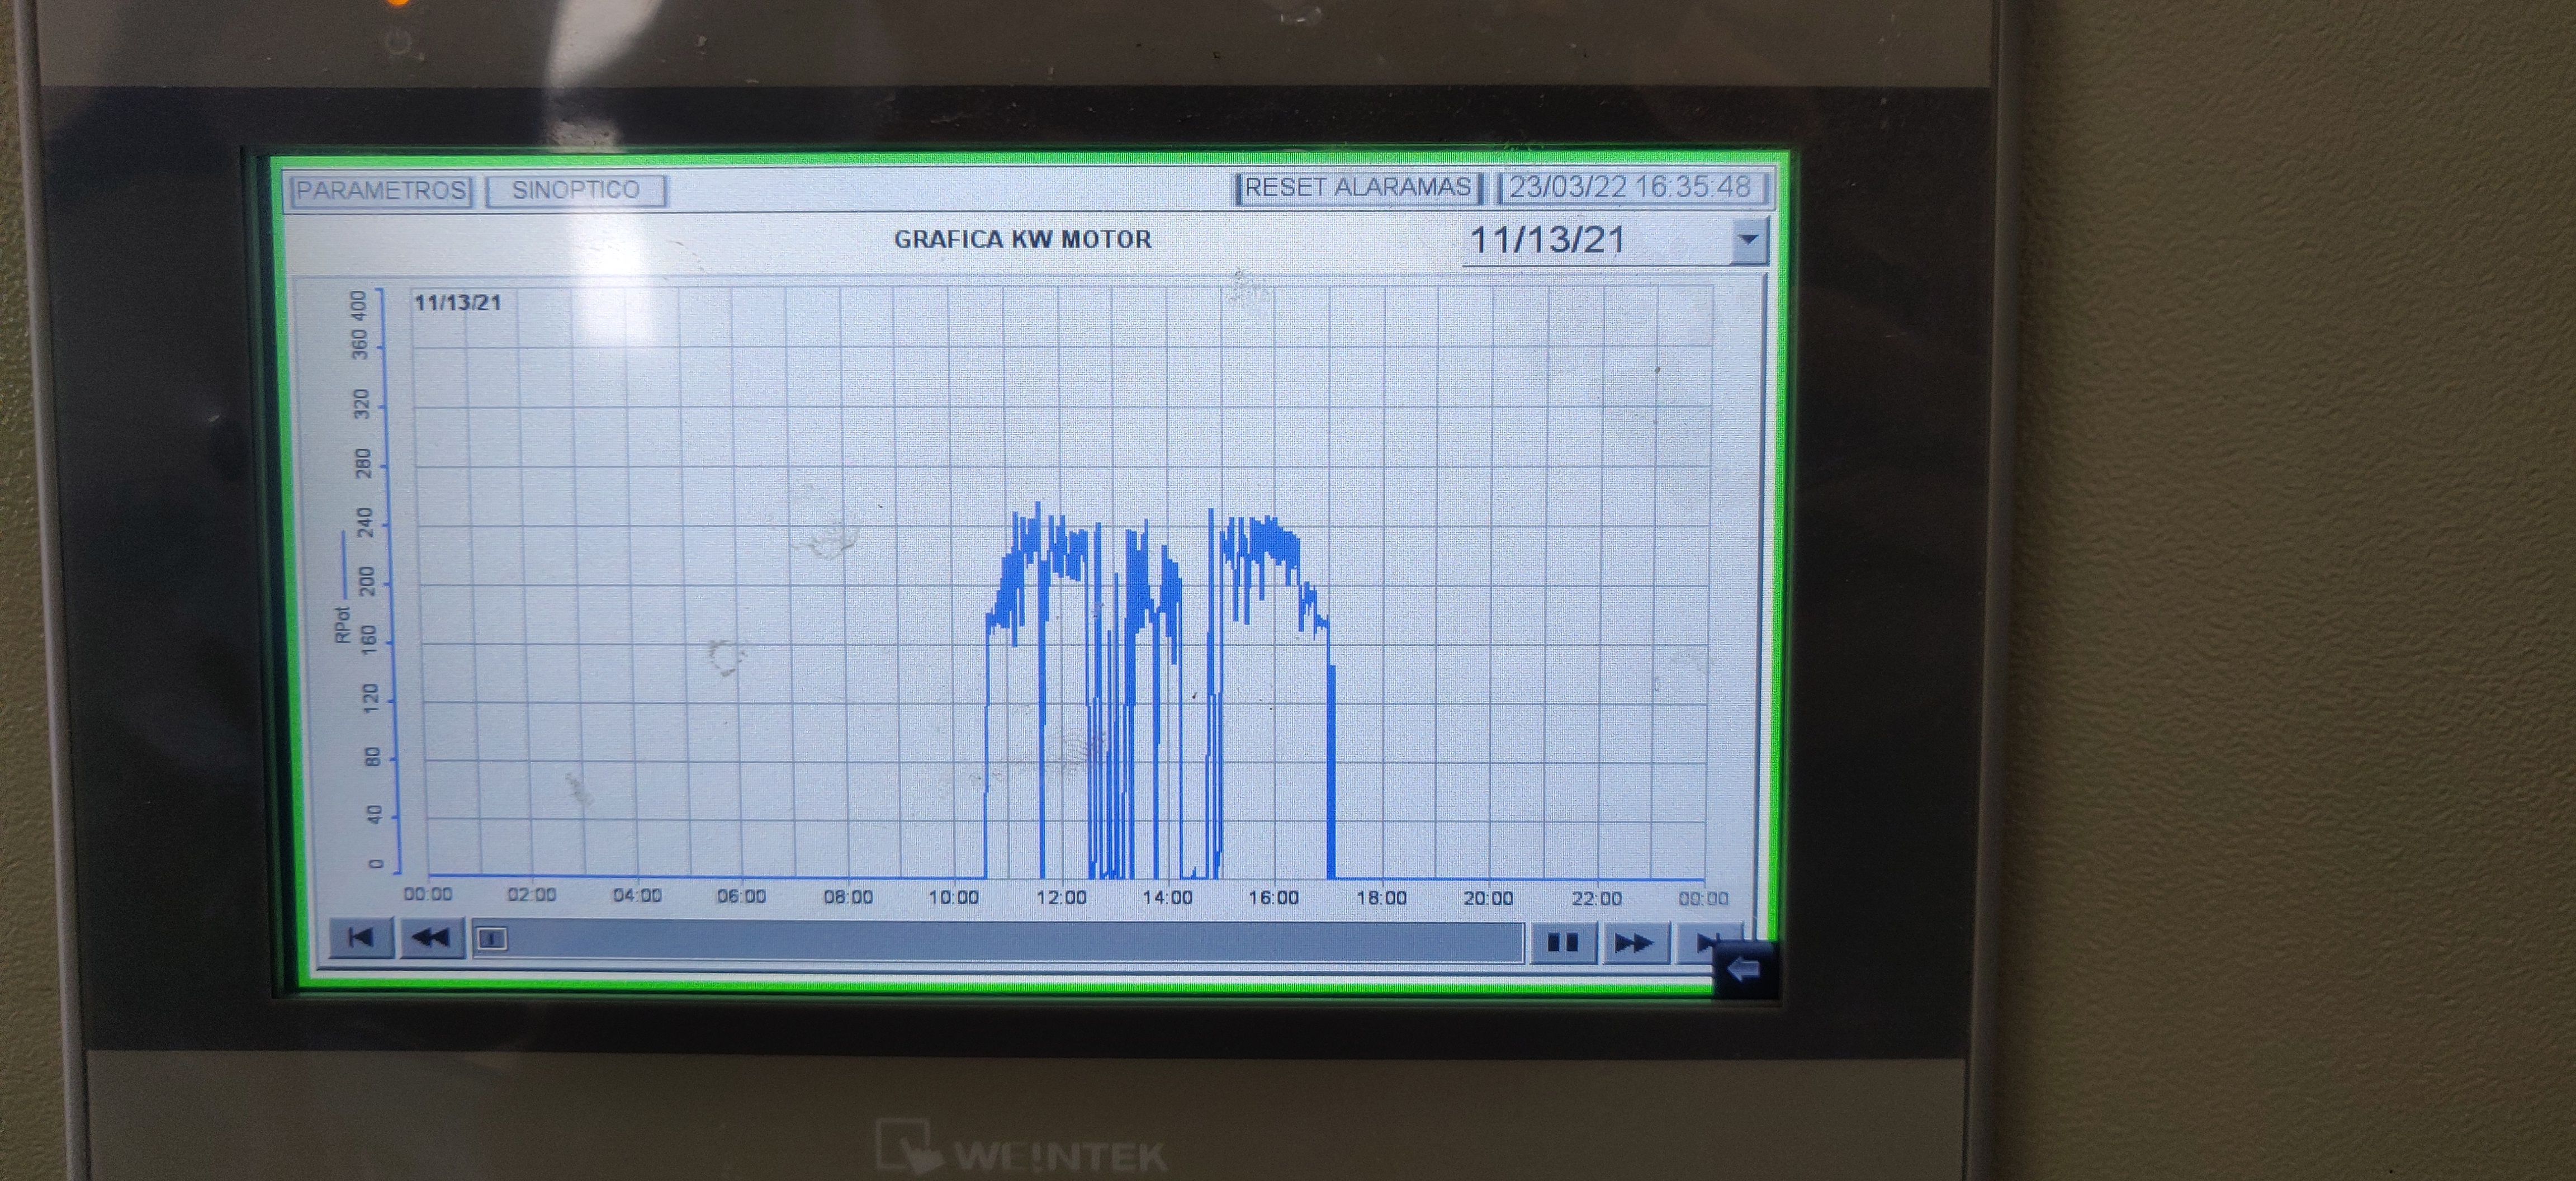 PARAMETROS SINOPTICO RESET ALARAMAS 23/03/22 16:35:48
GRAFICA KW MOTOR 11/13/21
11/13/21
400
360
320
280
240
200
160
120
80
40
0
RPot
00:00 02:00 04:00 06:00 08:00 10:00 12:00 14:00 16:00 18:00 20:00 22:00 00:00
WEINTEK